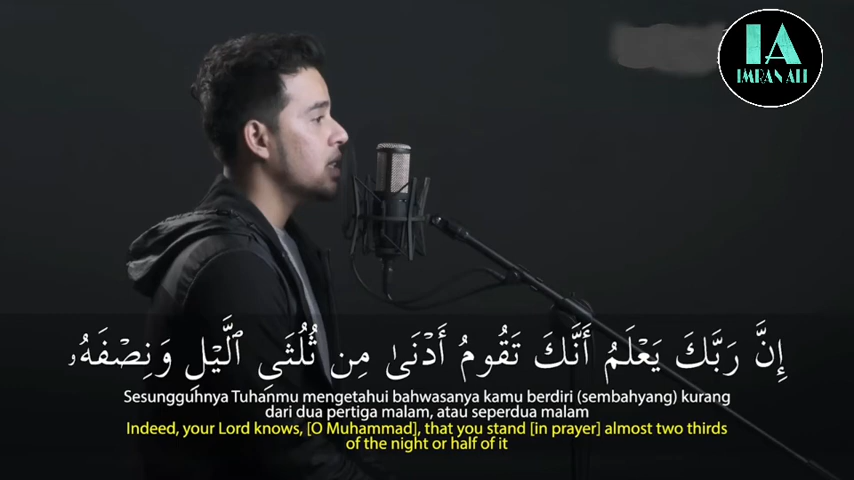 IA
IMRAN ALI
إِنَّ رَبَّكَ يَعْلَمُ أَنَّكَ تَقُومُ أَدْنَىٰ مِن ثُلُثَىِ ٱلَّيْلِ وَنِصْفَهُۥ
Sesungguhnya Tuhanmu mengetahui bahwasanya kamu berdiri (sembahyang) kurang
dari dua pertiga malam, atau seperdua malam
Indeed, your Lord knows, [O Muhammad], that you stand [in prayer] almost two thirds
of the night or half of it